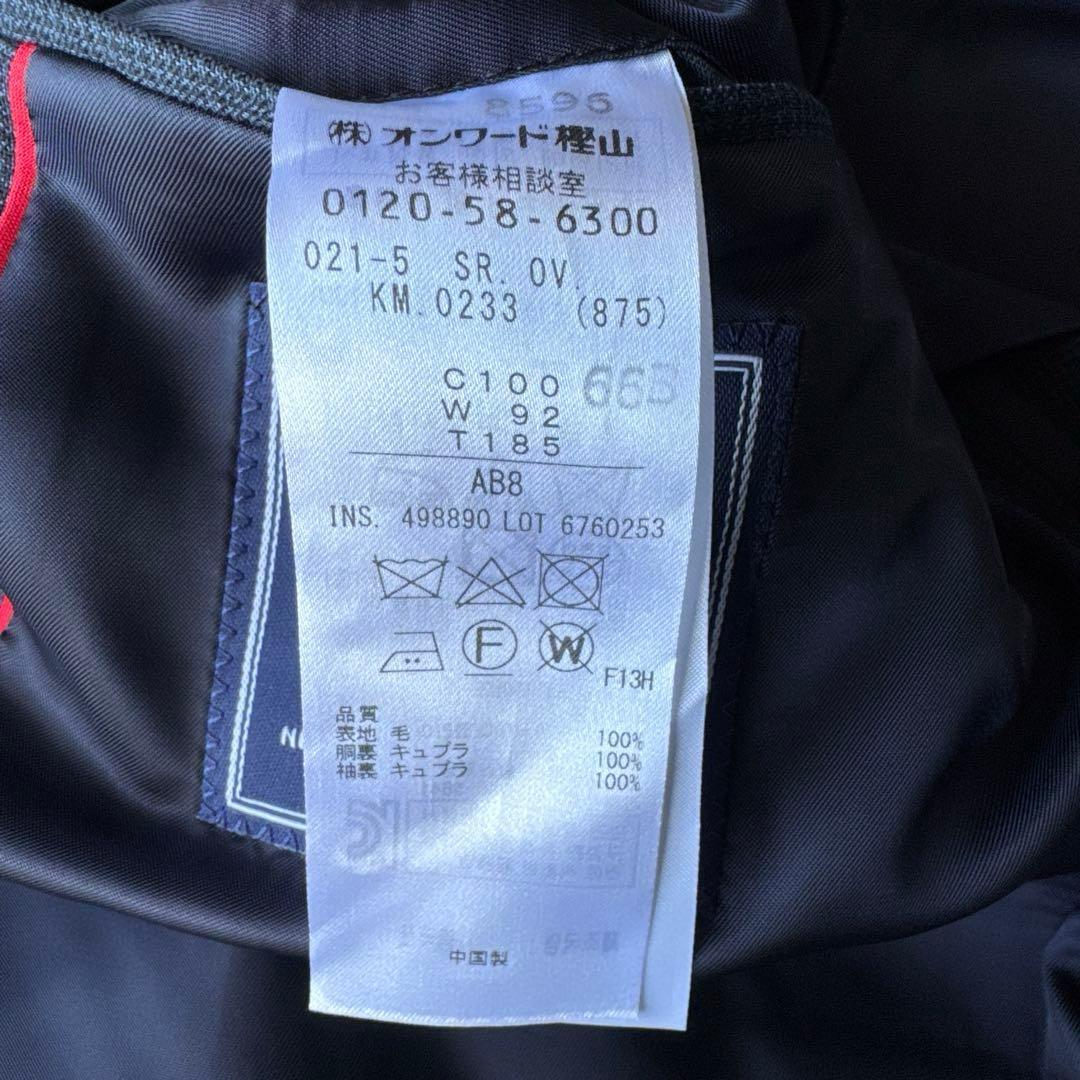 8596
(株)オンワード樫山
お客様相談室
0120-58-6300
021-5 SR. OV.
KM.0233 (875)
C100
W 92
T185
AB8
INS. 498890 LOT 6760253
F W
F13H
品質
表地 毛 100%
胴裏 キュプラ 100%
袖裏 キュプラ 100%
中国製